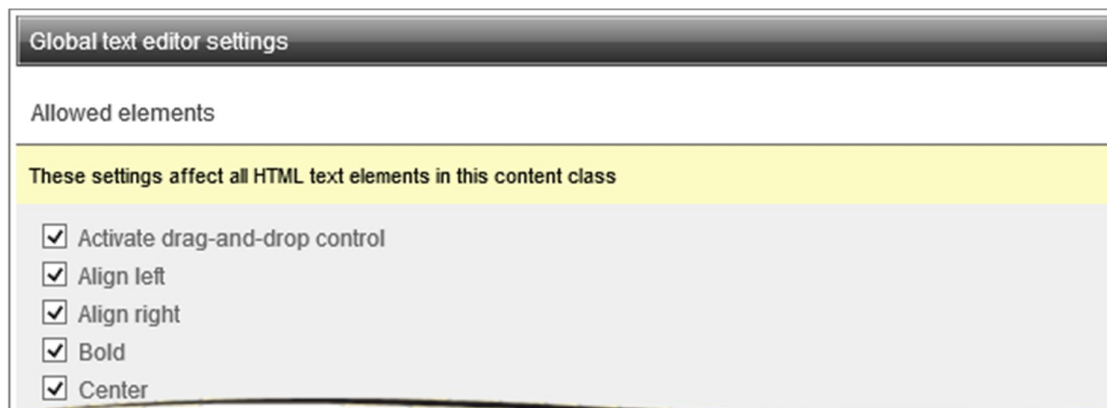 Global text editor settings
Allowed elements
These settings affect all HTML text elements in this content class
Activate drag-and-drop control
Align left
Align right
Bold
Center